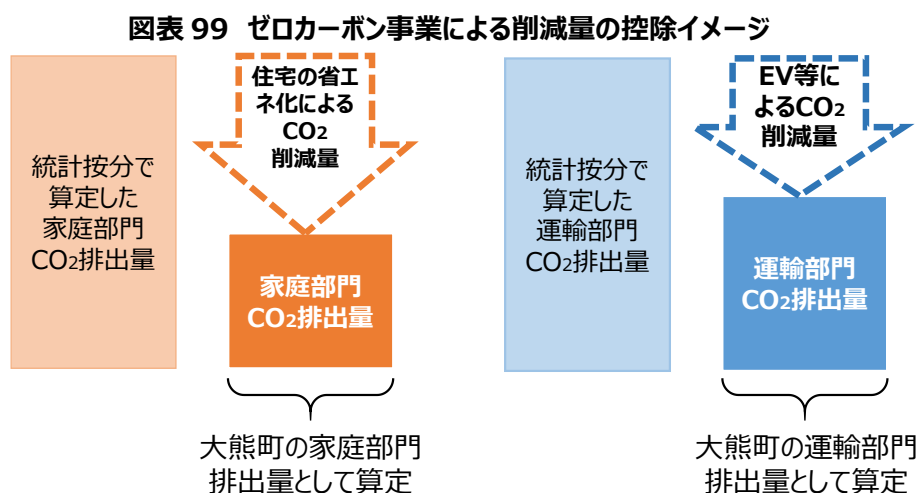 図表 99 ゼロカーボン事業による削減量の控除イメージ
統計按分で
算定した
家庭部門
CO2排出量
住宅の省エ
ネ化による
CO2
削減量
家庭部門
CO2排出量
大熊町の家庭部門
排出量として算定
統計按分で
算定した
運輸部門
CO2排出量
EV等に
よるCO2
削減量
運輸部門
CO2排出量
大熊町の運輸部門
排出量として算定